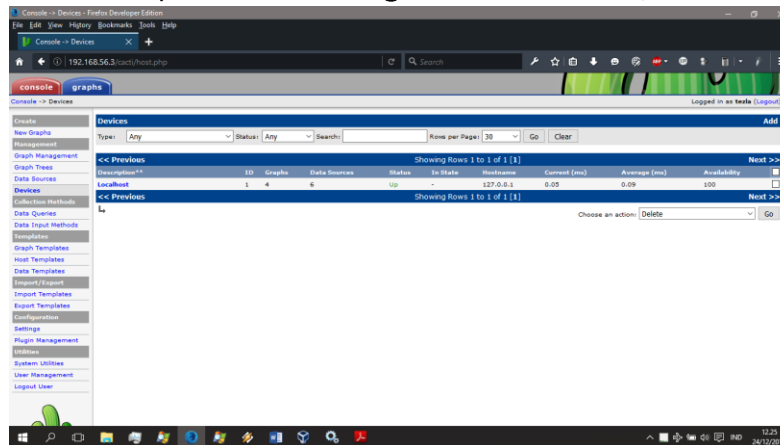 Console -> Devices - Firefox Developer Edition
File Edit View History Bookmarks Tools Help
Console -> Devices
192.168.56.3/cacti/host.php
Search
console graphs
Console -> Devices
Logged in as tezla (Logout)
Create
New Graphs
Management
Graph Management
Graph Trees
Data Sources
Devices
Collection Methods
Data Queries
Data Input Methods
Templates
Graph Templates
Host Templates
Data Templates
Import/Export
Import Templates
Export Templates
Configuration
Settings
Plugin Management
Utilities
System Utilities
User Management
Logout User
Devices Add
Type: Any Status: Any Search: Rows per Page: 30 Go Clear
<< Previous Showing Rows 1 to 1 of 1 [1] Next >>
Description** ID Graphs Data Sources Status In State Hostname Current (ms) Average (ms) Availability
Localhost 1 4 6 Up - 127.0.0.1 0.05 0.09 100
<< Previous Showing Rows 1 to 1 of 1 [1] Next >>
Choose an action: Delete Go
IND
12.25
24/12/20